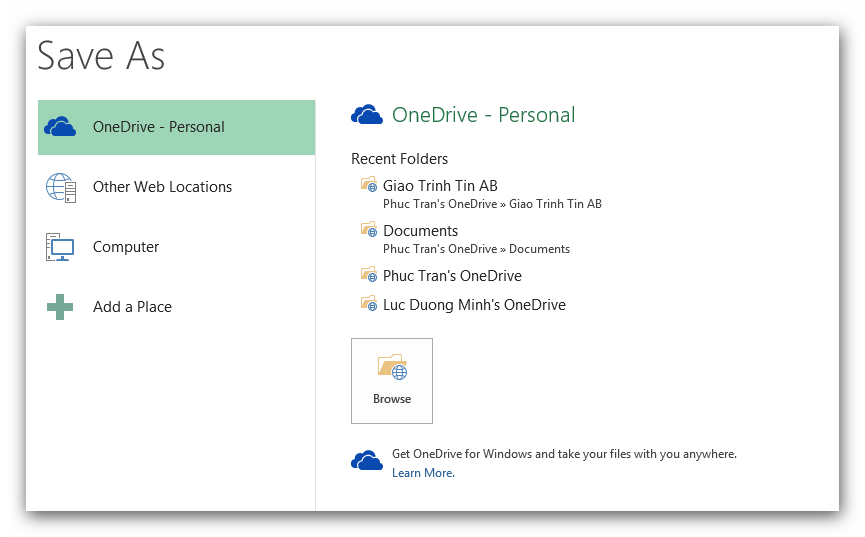 Save As
OneDrive - Personal
Other Web Locations
Computer
Add a Place
OneDrive - Personal
Recent Folders
Giao Trinh Tin AB
Phuc Tran's OneDrive » Giao Trinh Tin AB
Documents
Phuc Tran's OneDrive » Documents
Phuc Tran's OneDrive
Luc Duong Minh's OneDrive
Browse
Get OneDrive for Windows and take your files with you anywhere.
Learn More.